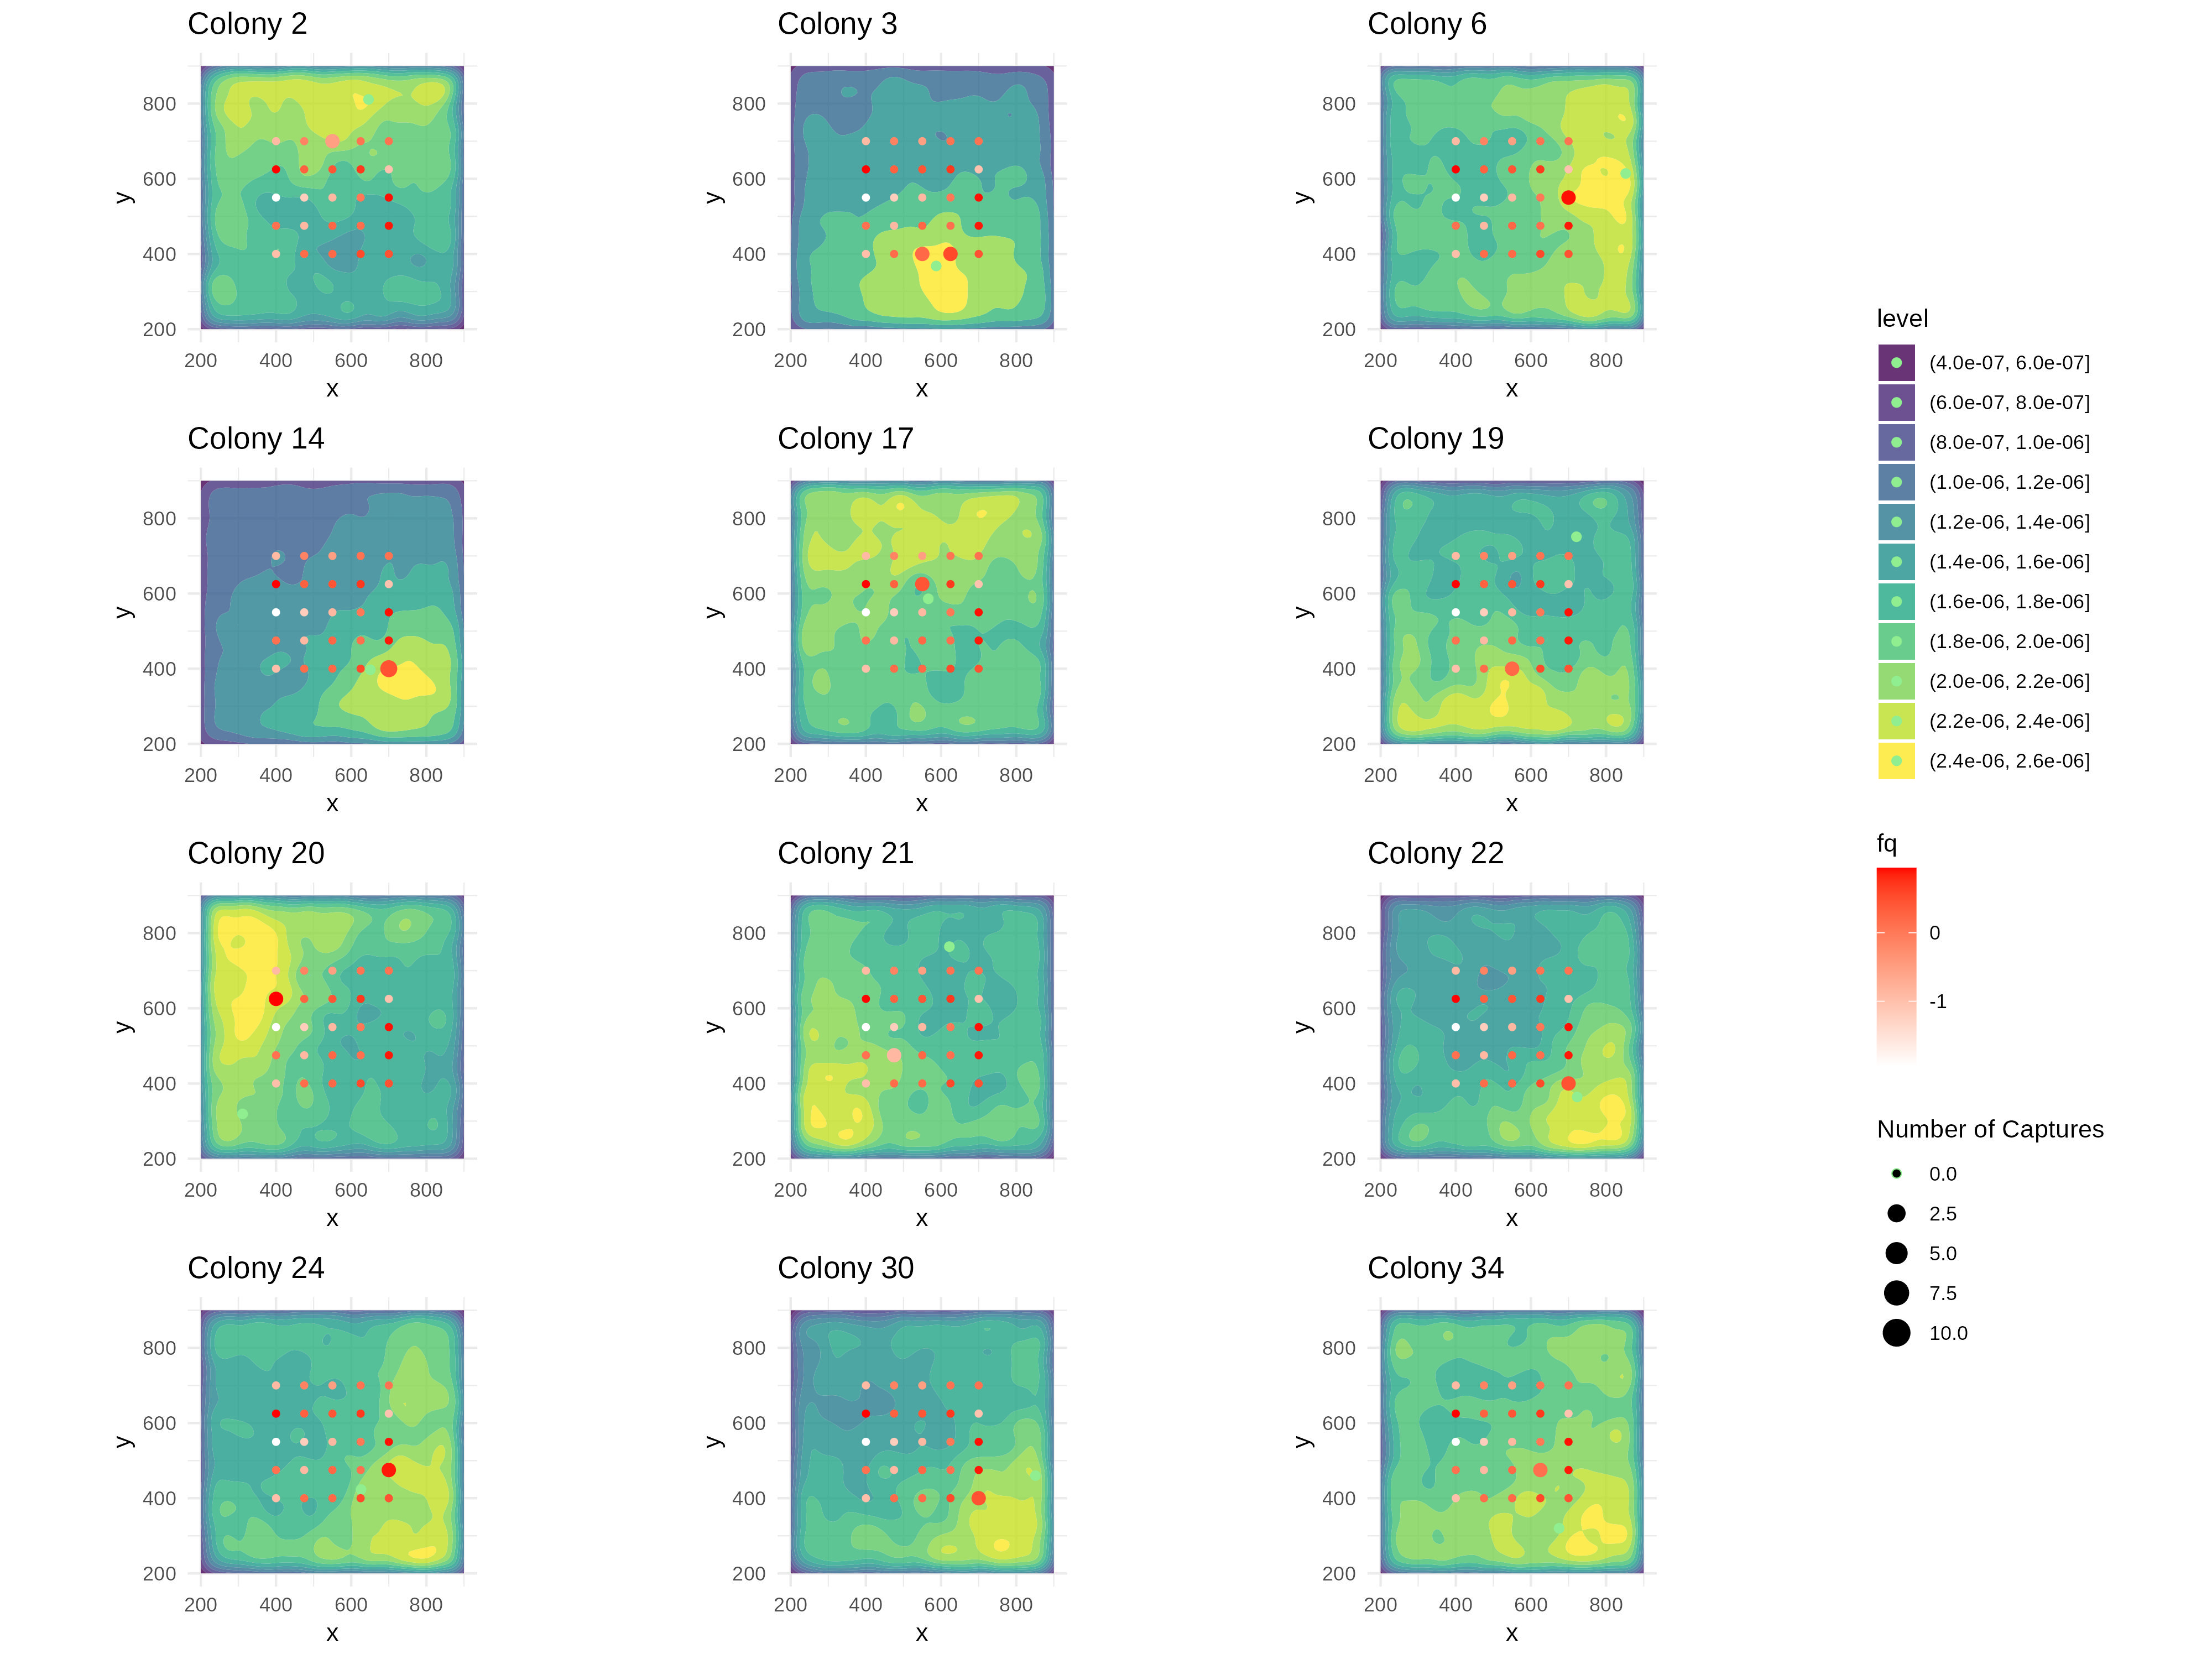 Colony 2
Colony 3
Colony 6
800
600
400
200
y
200 400 600 800
x
800
600
400
200
y
200 400 600 800
x
800
600
400
200
y
200 400 600 800
x
Colony 14
Colony 17
Colony 19
800
600
400
200
y
200 400 600 800
x
800
600
400
200
y
200 400 600 800
x
800
600
400
200
y
200 400 600 800
x
Colony 20
Colony 21
Colony 22
800
600
400
200
y
200 400 600 800
x
800
600
400
200
y
200 400 600 800
x
800
600
400
200
y
200 400 600 800
x
Colony 24
Colony 30
Colony 34
800
600
400
200
y
200 400 600 800
x
800
600
400
200
y
200 400 600 800
x
800
600
400
200
y
200 400 600 800
x
level
(4.0e-07, 6.0e-07]
(6.0e-07, 8.0e-07]
(8.0e-07, 1.0e-06]
(1.0e-06, 1.2e-06]
(1.2e-06, 1.4e-06]
(1.4e-06, 1.6e-06]
(1.6e-06, 1.8e-06]
(1.8e-06, 2.0e-06]
(2.0e-06, 2.2e-06]
(2.2e-06, 2.4e-06]
(2.4e-06, 2.6e-06]
fq
0
-1
Number of Captures
0.0
2.5
5.0
7.5
10.0